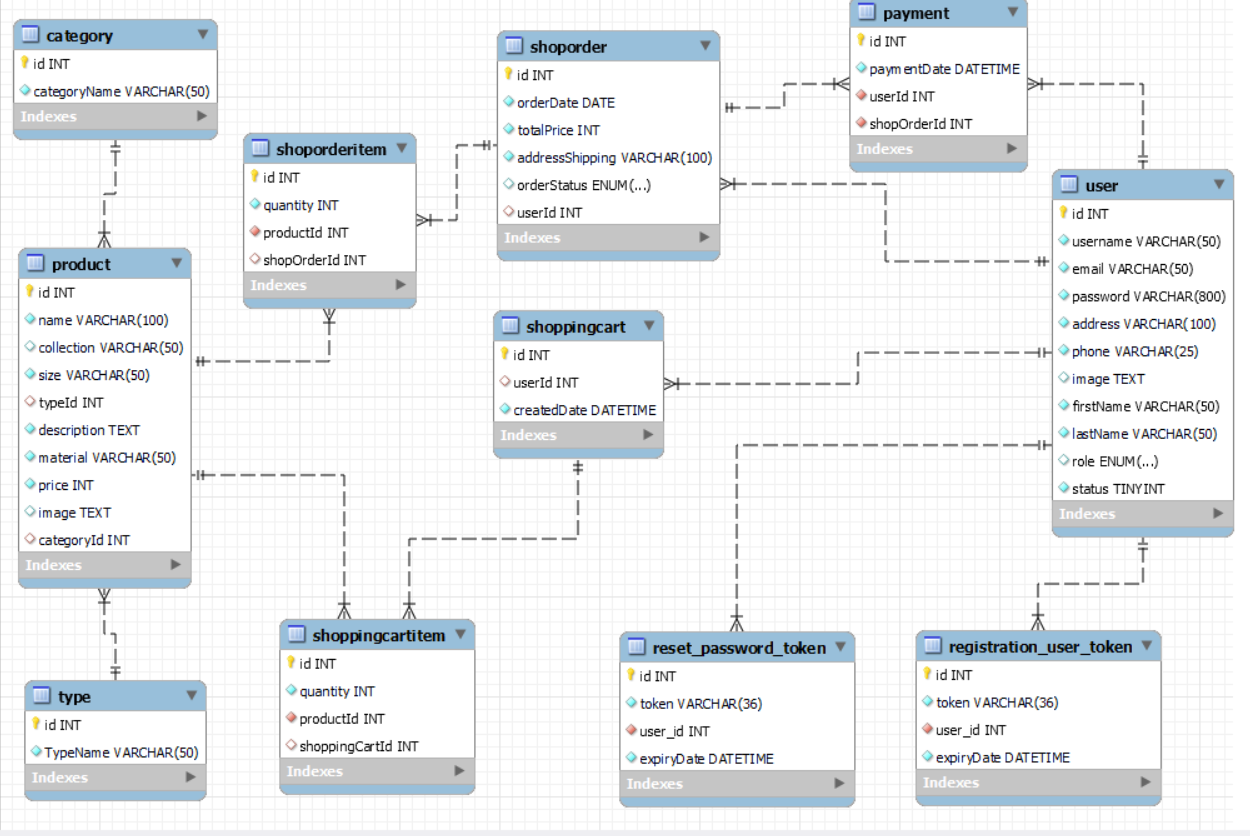 category
id INT
categoryName VARCHAR(50)
Indexes
shoporderitem
id INT
quantity INT
productId INT
shopOrderId INT
Indexes
shoporder
id INT
orderDate DATE
totalPrice INT
addressShipping VARCHAR(100)
orderStatus ENUM(...)
userId INT
Indexes
payment
id INT
paymentDate DATETIME
userId INT
shopOrderId INT
Indexes
user
id INT
username VARCHAR(50)
email VARCHAR(50)
password VARCHAR(800)
address VARCHAR(100)
phone VARCHAR(25)
image TEXT
firstName VARCHAR(50)
lastName VARCHAR(50)
role ENUM(...)
status TINYINT
Indexes
product
id INT
name VARCHAR(100)
collection VARCHAR(50)
size VARCHAR(50)
typeId INT
description TEXT
material VARCHAR(50)
price INT
image TEXT
categoryId INT
Indexes
shoppingcart
id INT
userId INT
createdDate DATETIME
Indexes
type
id INT
TypeName VARCHAR(50)
Indexes
shoppingcartitem
id INT
quantity INT
productId INT
shoppingCartId INT
Indexes
reset_password_token
id INT
token VARCHAR(36)
user_id INT
expiryDate DATETIME
Indexes
registration_user_token
id INT
token VARCHAR(36)
user_id INT
expiryDate DATETIME
Indexes